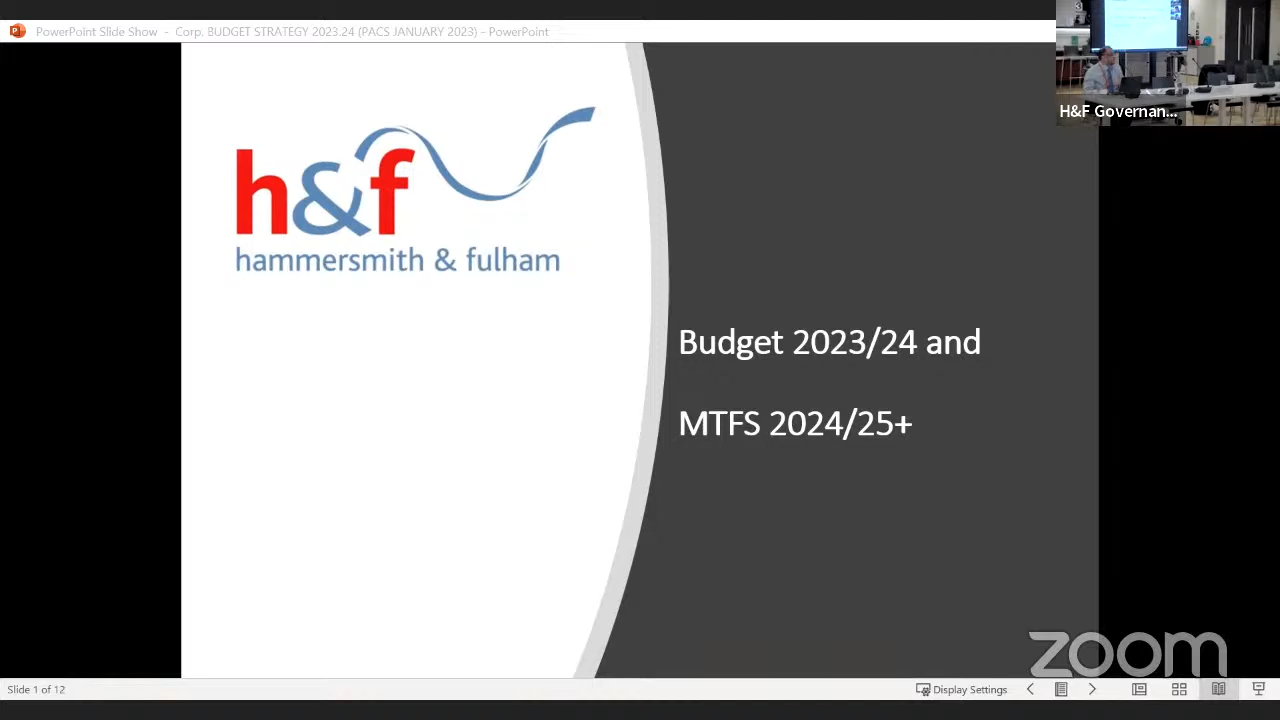 PowerPoint Slide Show - Corp. BUDGET STRATEGY 2023.24 (PACS JANUARY 2023) - PowerPoint
H&F Governan...
h&f
hammersmith & fulham
Budget 2023/24 and
MTFS 2024/25+
zoom
Slide 1 of 12
Display Settings